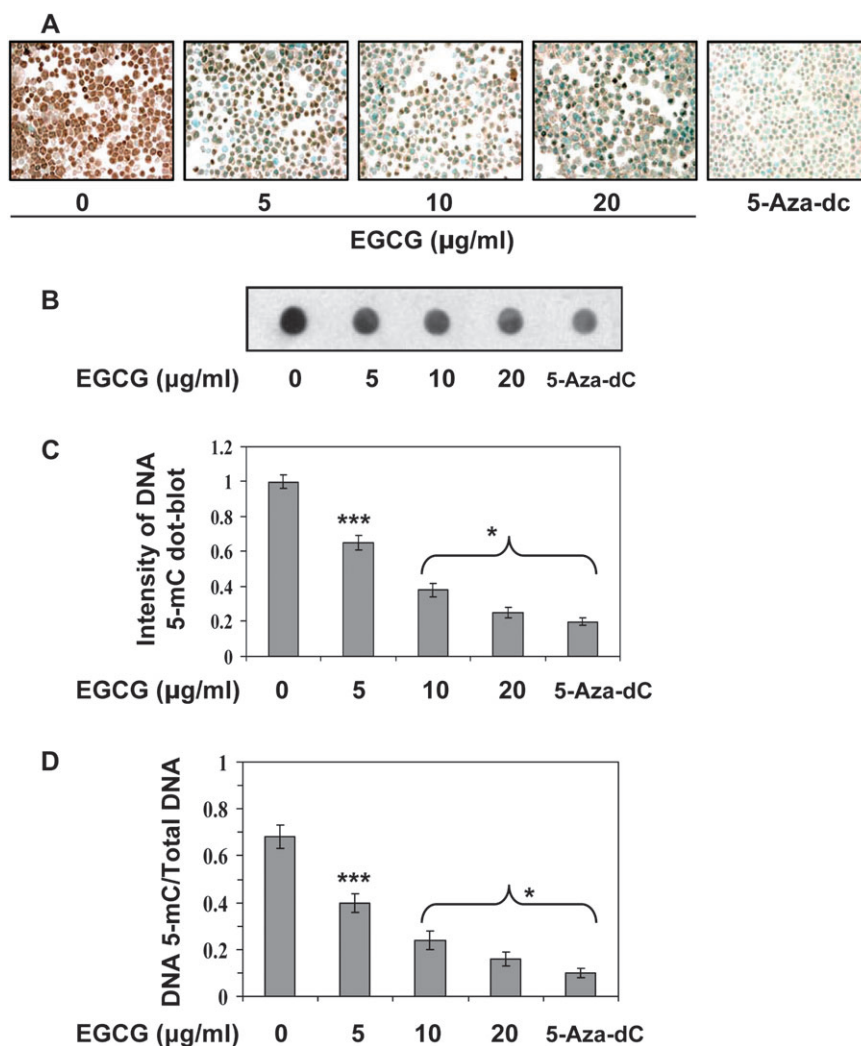 A
0 5 10 20 5-Aza-dc
EGCG (µg/ml)
B
EGCG (µg/ml) 0 5 10 20 5-Aza-dC
C
Intensity of DNA
5-mC dot-blot
1.2
1
0.8
0.6
0.4
0.2
0
***
*
EGCG (µg/ml) 0 5 10 20 5-Aza-dC
D
DNA 5-mC/Total DNA
1
0.8
0.6
0.4
0.2
0
***
*
EGCG (µg/ml) 0 5 10 20 5-Aza-dC